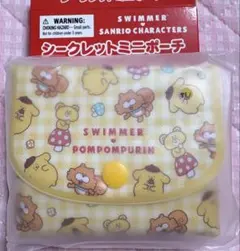 WARNING:
SWIMMER
SANRIO CHARACTERS
シークレットミニポーチ
SWIMMER
POMPOMPURIN